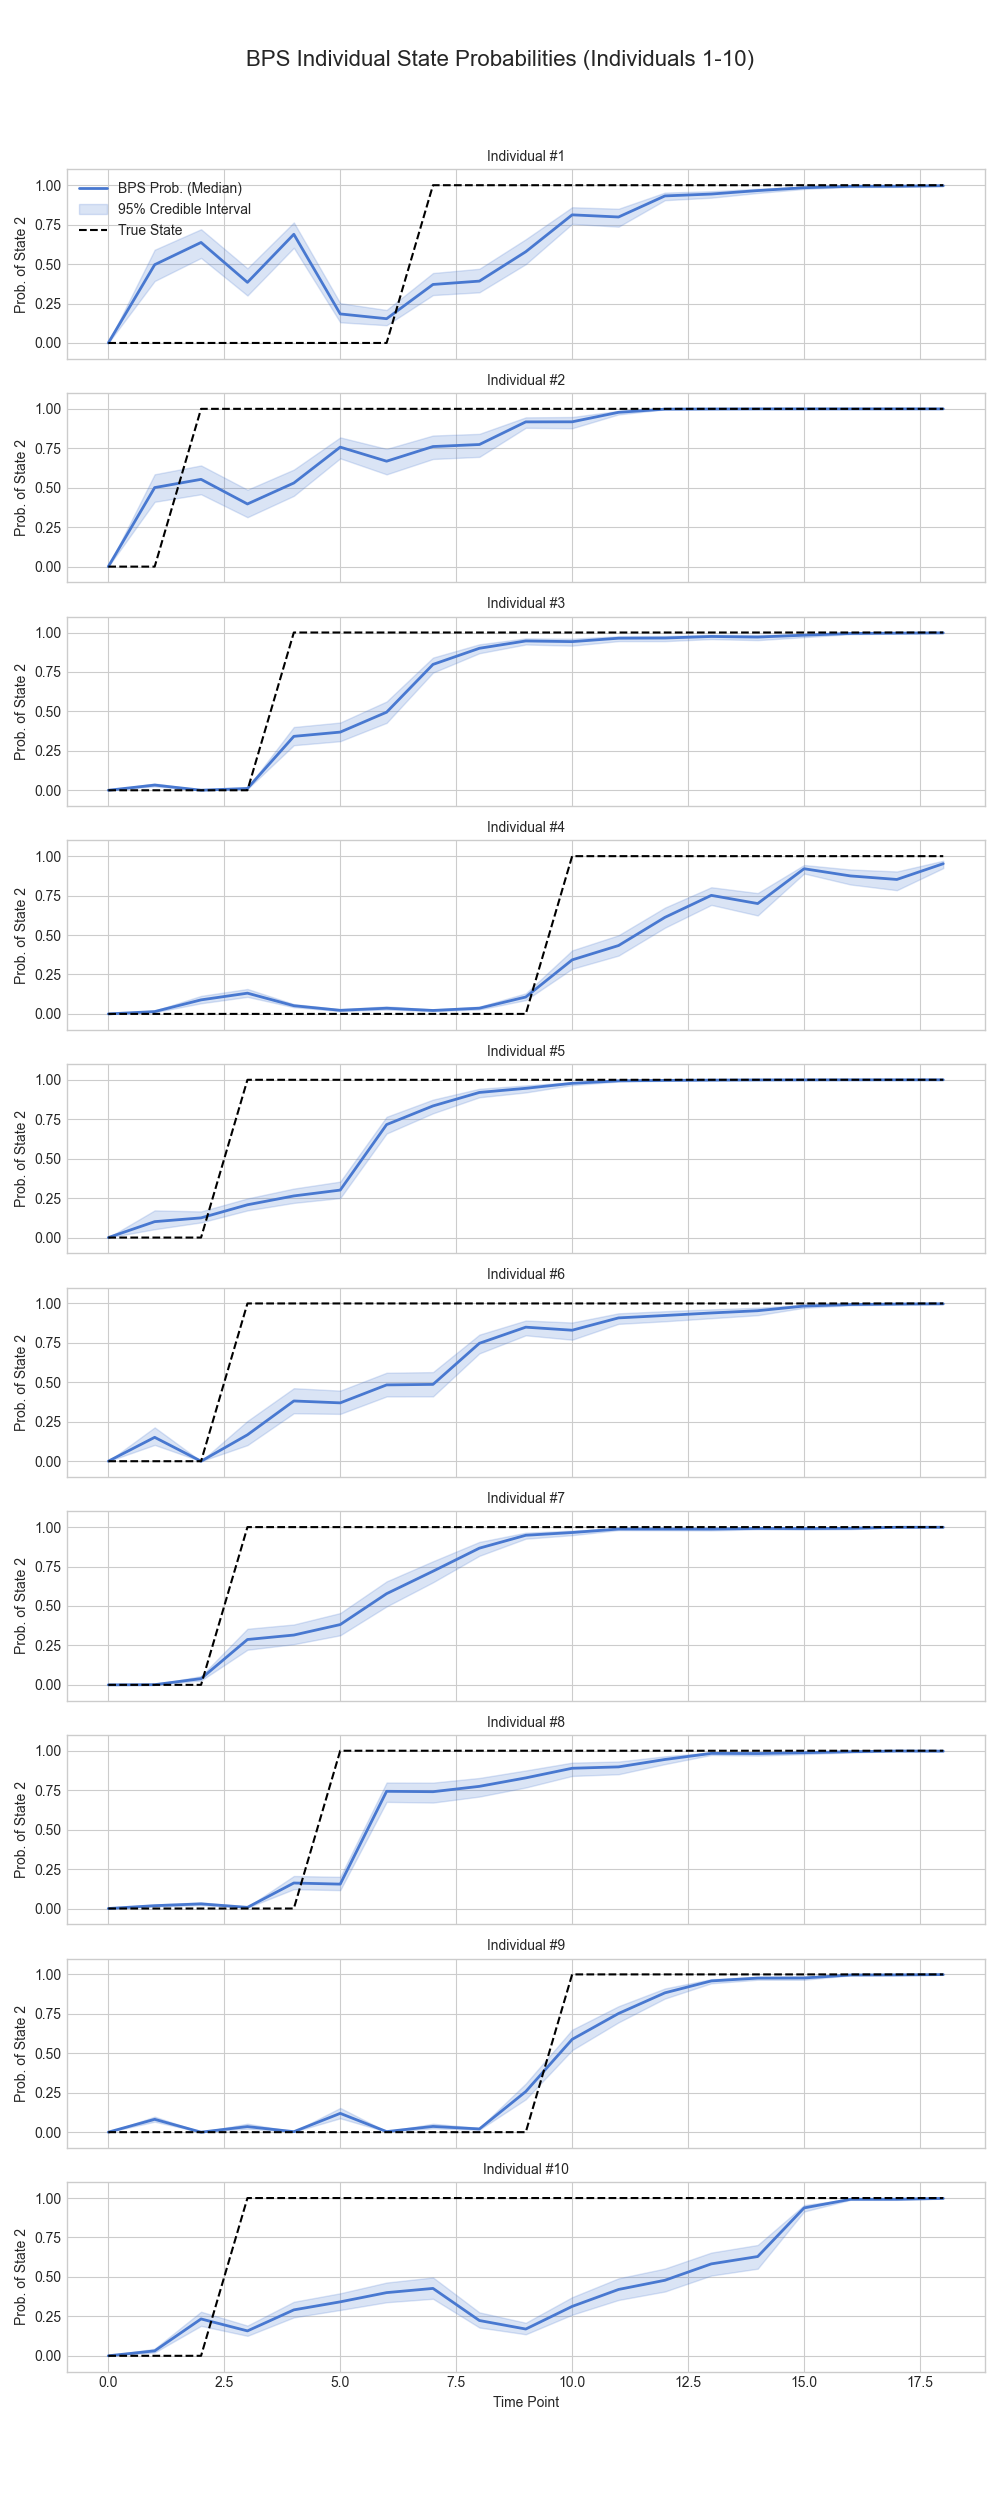 BPS Individual State Probabilities (Individuals 1-10)
Individual #1
1.00
0.75
0.50
0.25
0.00
Prob. of State 2
BPS Prob. (Median)
95% Credible Interval
True State
Individual #2
1.00
0.75
0.50
0.25
0.00
Prob. of State 2
Individual #3
1.00
0.75
0.50
0.25
0.00
Prob. of State 2
Individual #4
1.00
0.75
0.50
0.25
0.00
Prob. of State 2
Individual #5
1.00
0.75
0.50
0.25
0.00
Prob. of State 2
Individual #6
1.00
0.75
0.50
0.25
0.00
Prob. of State 2
Individual #7
1.00
0.75
0.50
0.25
0.00
Prob. of State 2
Individual #8
1.00
0.75
0.50
0.25
0.00
Prob. of State 2
Individual #9
1.00
0.75
0.50
0.25
0.00
Prob. of State 2
Individual #10
1.00
0.75
0.50
0.25
0.00
Prob. of State 2
0.0 2.5 5.0 7.5 10.0 12.5 15.0 17.5
Time Point